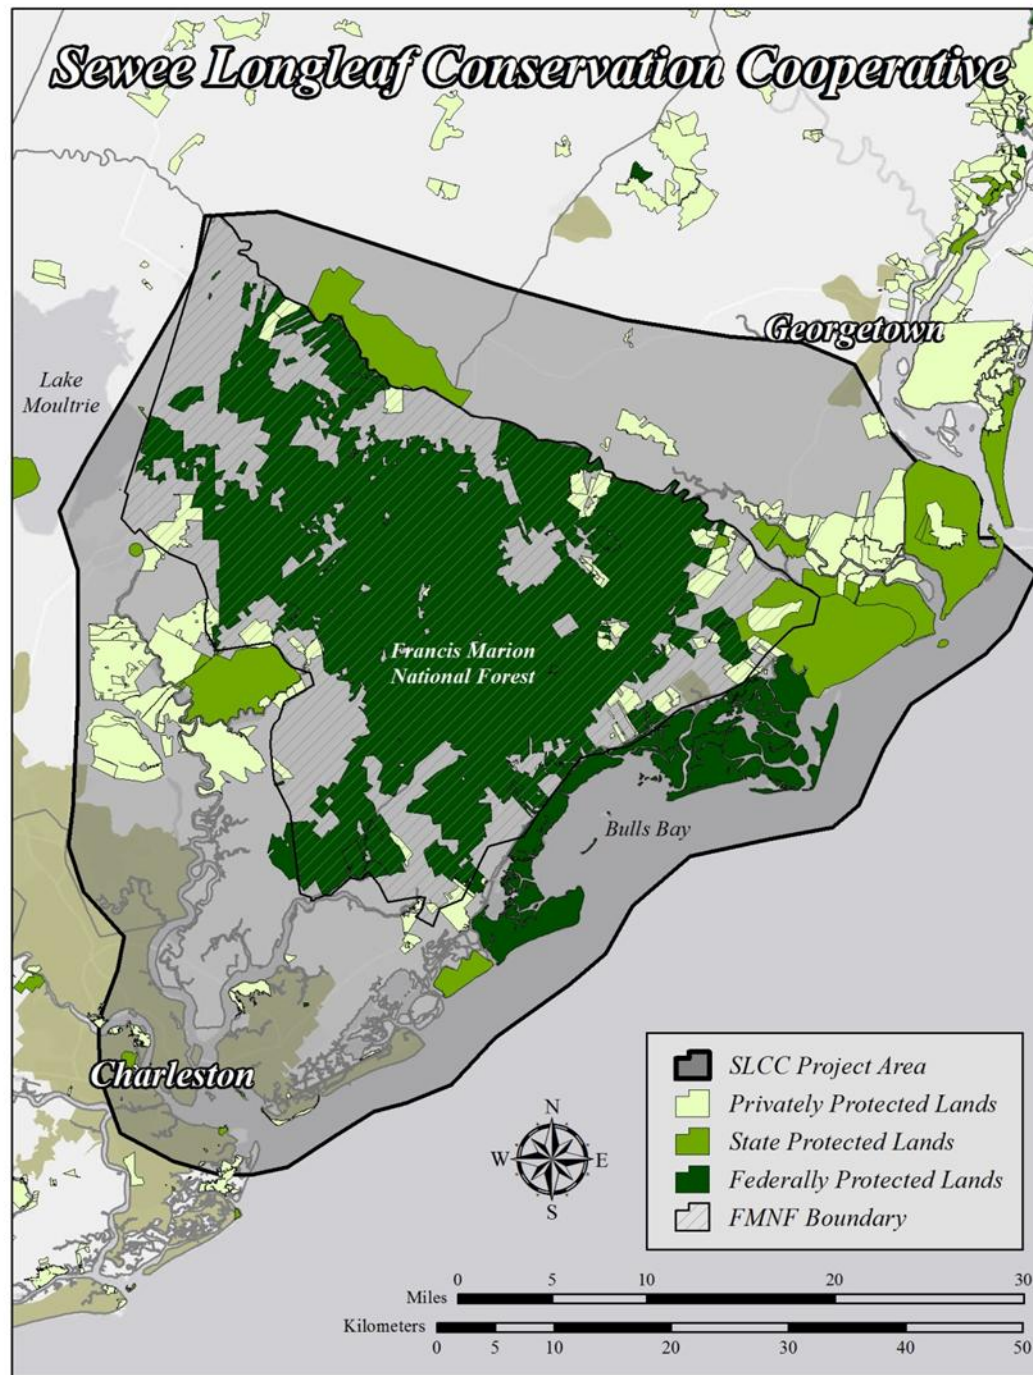 Sewee Longleaf Conservation Cooperative
Georgetown
Lake
Moultrie
Francis Marion
National Forest
Bulls Bay
Charleston
SLCC Project Area
Privately Protected Lands
State Protected Lands
Federally Protected Lands
FMNF Boundary
N
W E
S
0 5 10 20 30
Miles
Kilometers
0 5 10 20 30 40 50